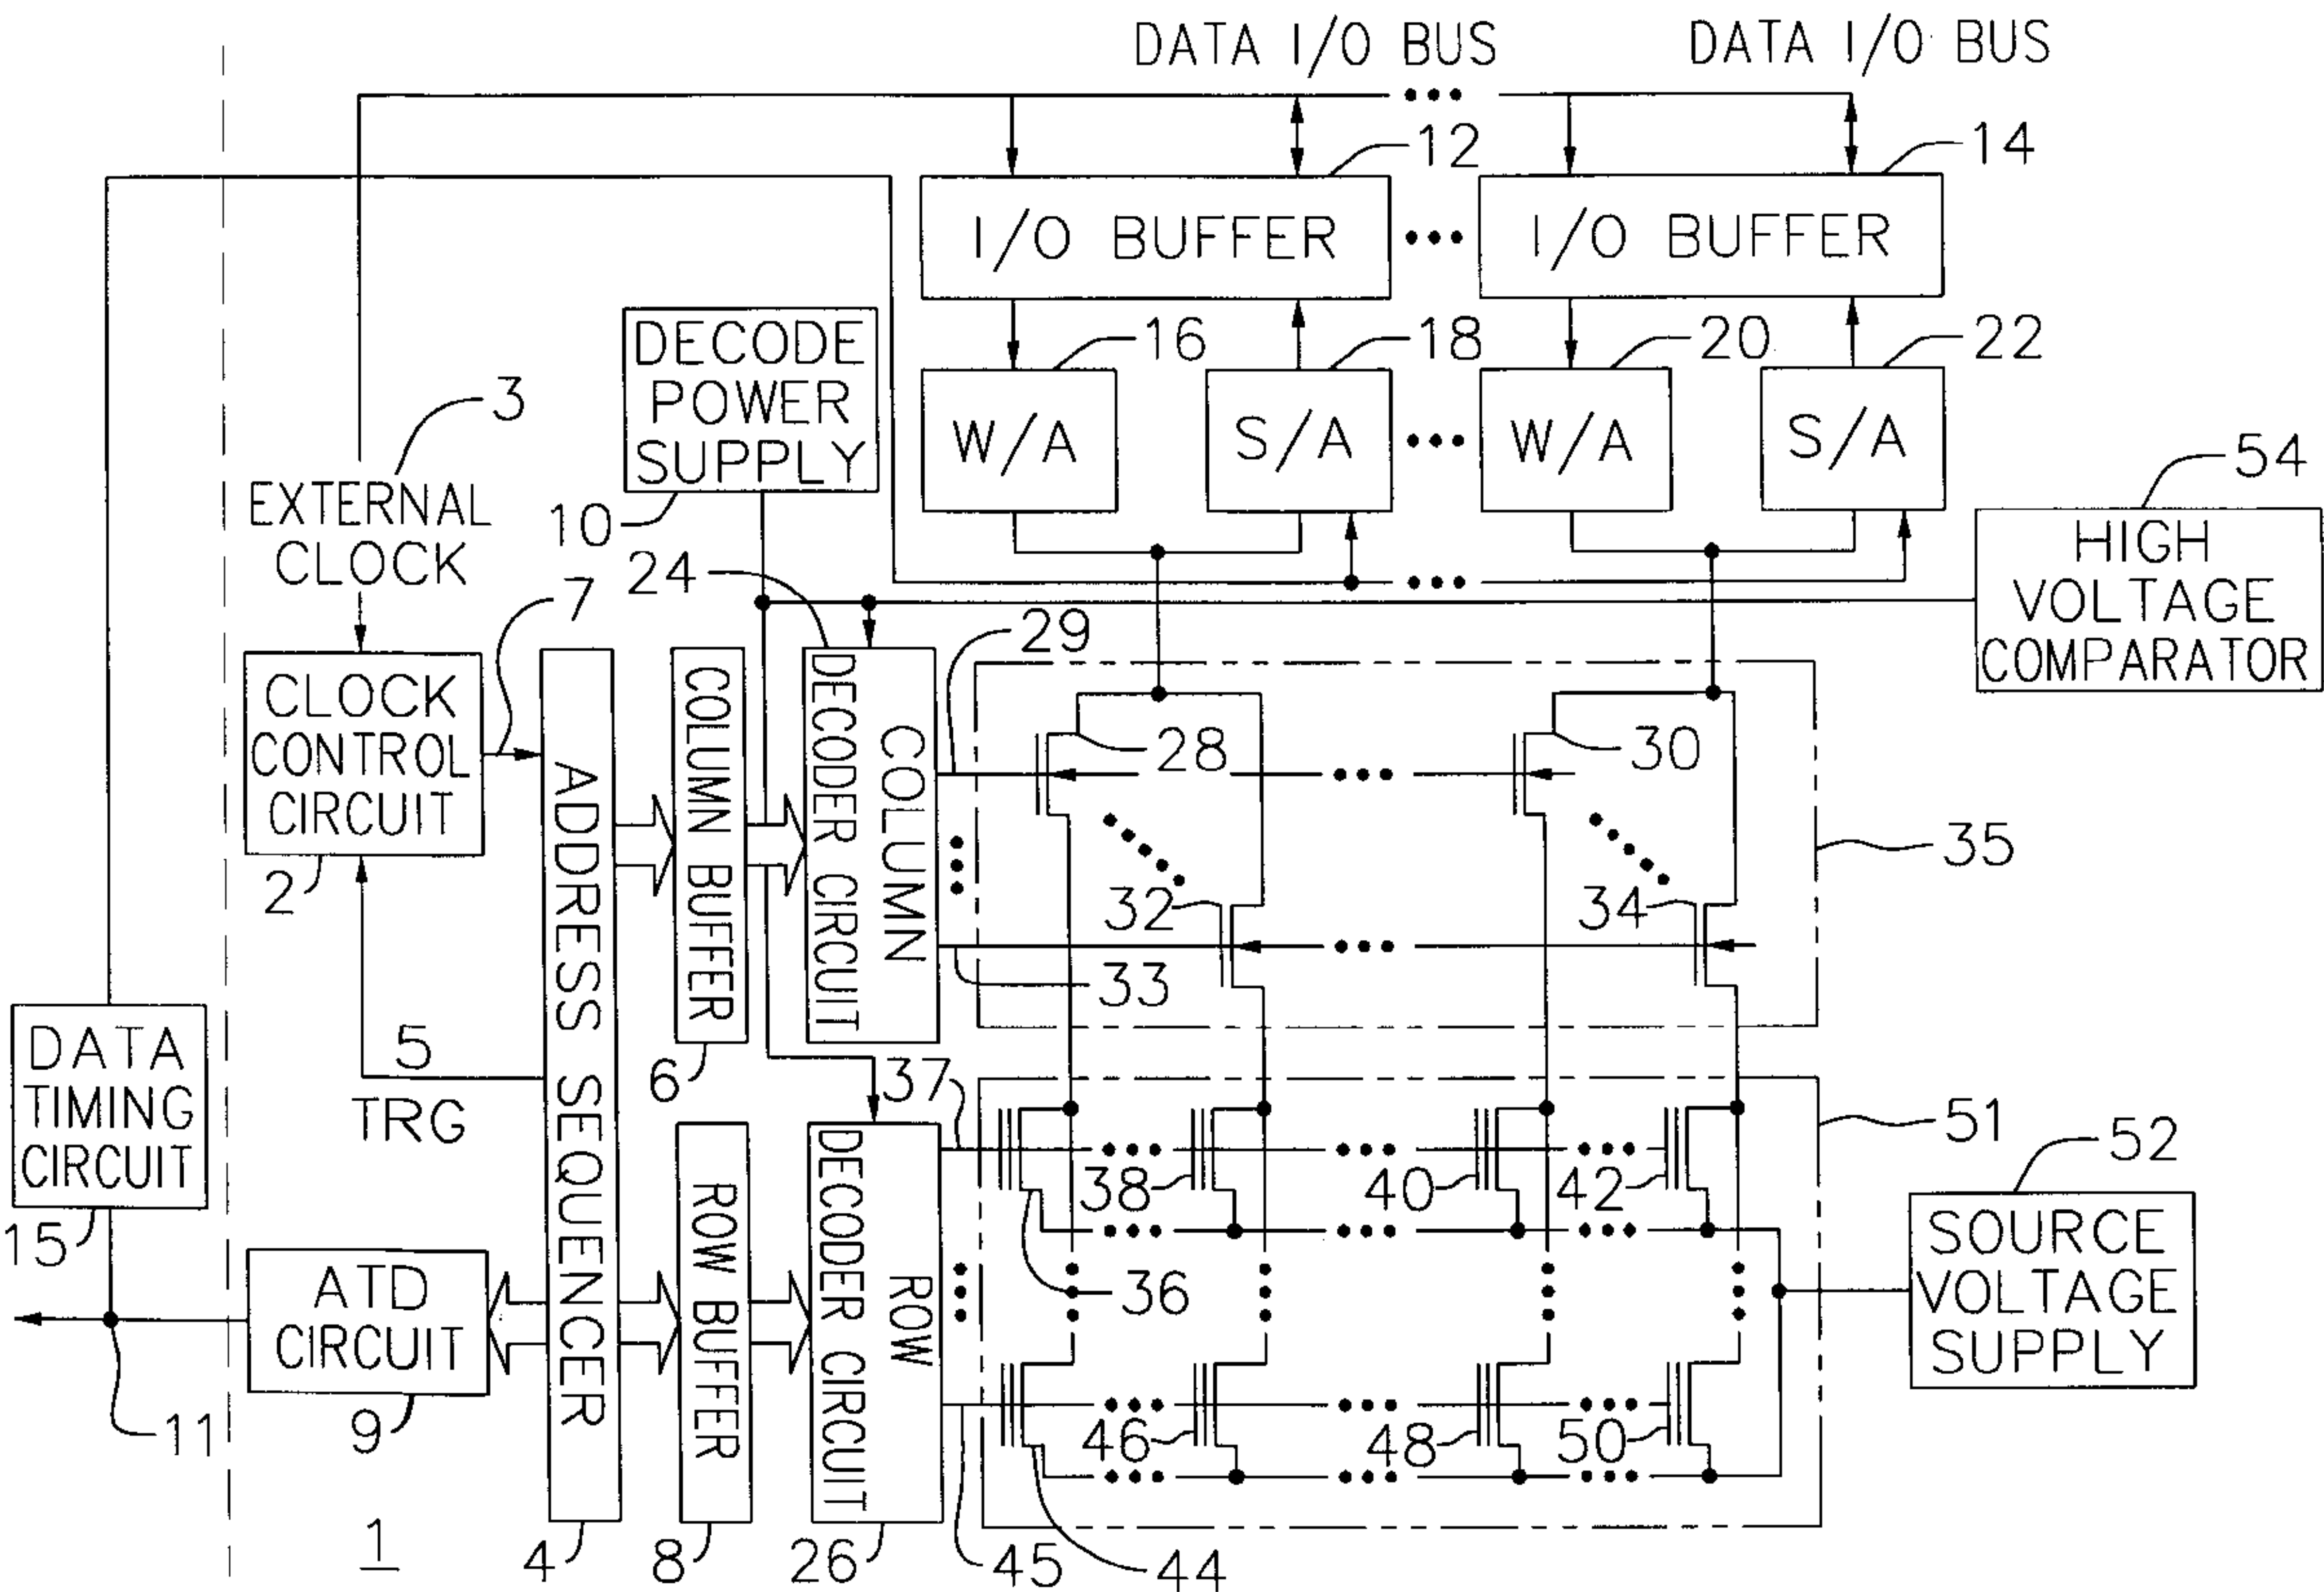 DATA I/O BUS
DATA I/O BUS
12
14
I/O BUFFER
I/O BUFFER
DECODE
POWER
SUPPLY
10
16
18
20
22
W/A
S/A
W/A
S/A
3
EXTERNAL
CLOCK
54
HIGH
VOLTAGE
COMPARATOR
24
7
29
CLOCK
CONTROL
CIRCUIT
2
ADDRESS SEQUENCER
4
COLUMN BUFFER
6
COLUMN
DECODER CIRCUIT
28
30
35
32
34
33
DATA
TIMING
CIRCUIT
15
5
TRG
37
51
52
38
40
42
SOURCE
VOLTAGE
SUPPLY
ATD
CIRCUIT
9
11
ROW BUFFER
8
ROW
DECODER CIRCUIT
26
36
46
48
50
45
44
1